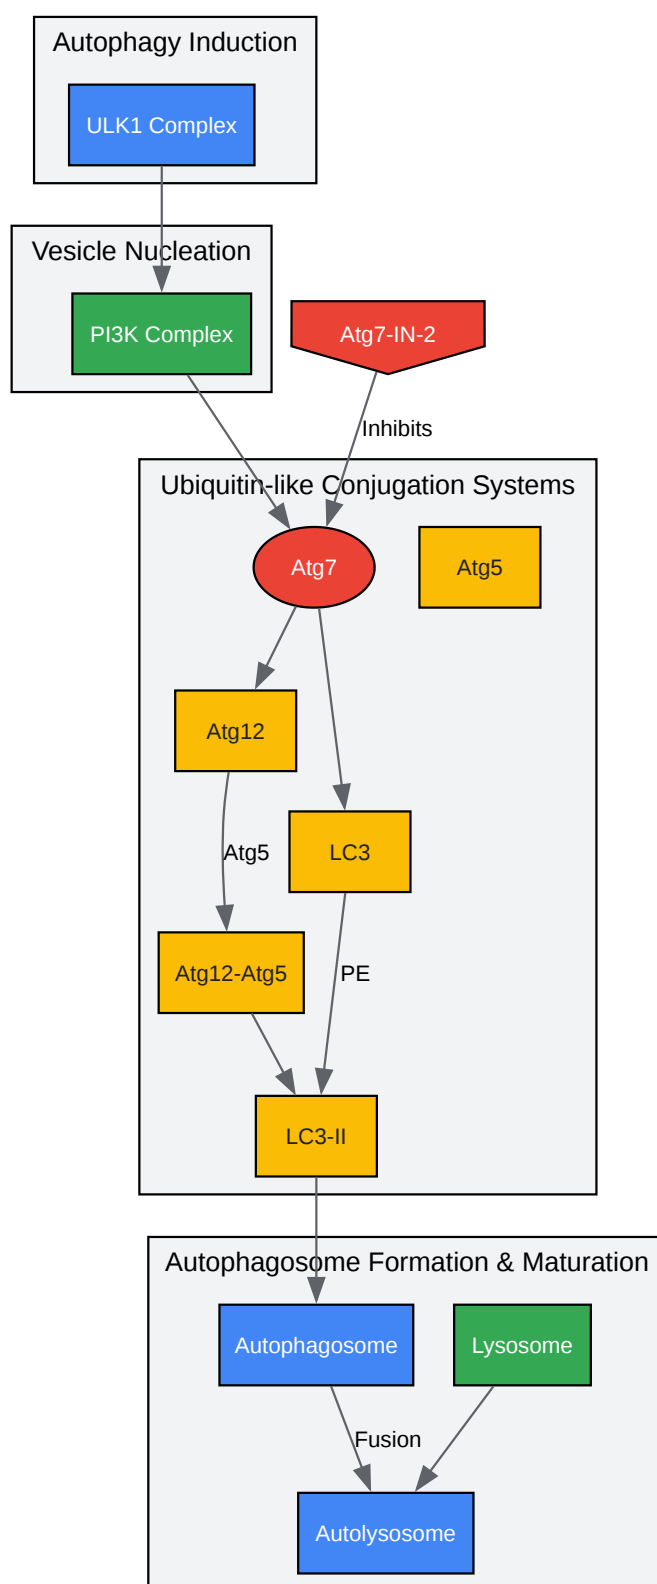 Autophagy Induction
ULK1 Complex
Vesicle Nucleation
PI3K Complex
Atg7-IN-2
Inhibits
Ubiquitin-like Conjugation Systems
Atg7
Atg5
Atg12
Atg5
LC3
Atg12-Atg5
PE
LC3-II
Autophagosome Formation & Maturation
Autophagosome
Lysosome
Fusion
Autolysosome